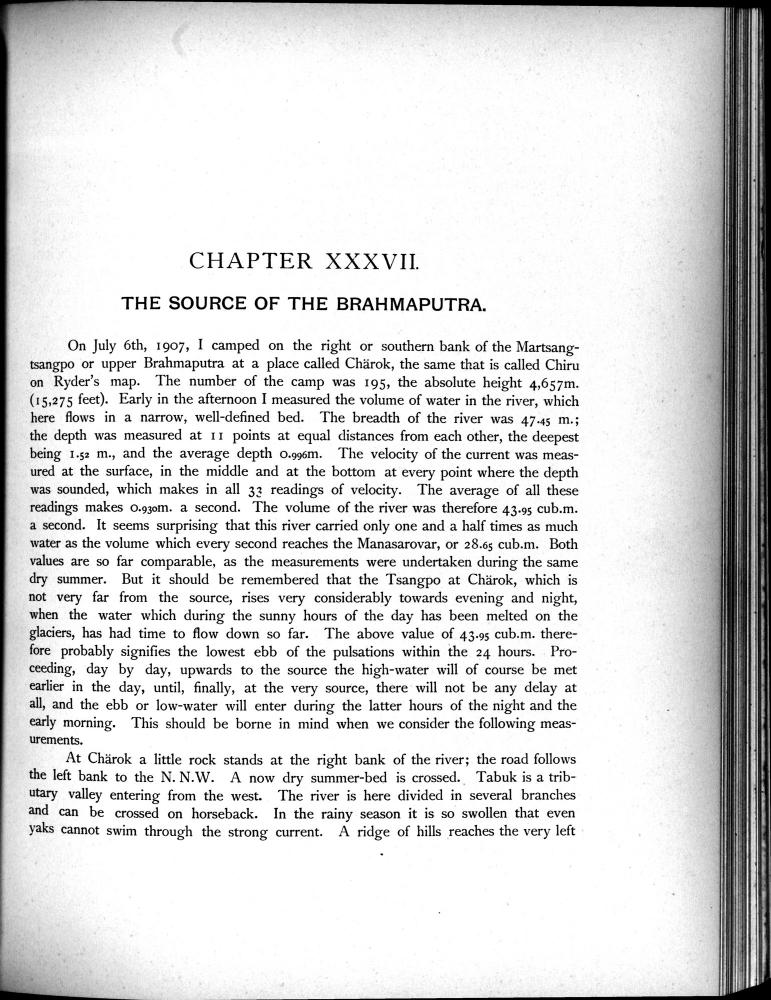 CHAPTER XXXVII.
THE SOURCE OF THE BRAHMAPUTRA.
On July 6th, 1907, I camped on the right or southern bank of the Martsang-
tsangpo or upper Brahmaputra at a place called Chärok, the same that is called Chiru
on Ryder's map. The number of the camp was 195, the absolute height 4,657m.
(15,275 feet). Early in the afternoon I measured the volume of water in the river, which
here flows in a narrow, well-defined bed. The breadth of the river was 47.45 m.;
the depth was measured at 11 points at equal distances from each other, the deepest
being 1.52 m., and the average depth 0.996m. The velocity of the current was meas-
ured at the surface, in the middle and at the bottom at every point where the depth
was sounded, which makes in all 33 readings of velocity. The average of all these
readings makes 0.930m. a second. The volume of the river was therefore 43.95 cub.m.
a second. It seems surprising that this river carried only one and a half times as much
water as the volume which every second reaches the Manasarovar, or 28.65 cub.m. Both
values are so far comparable, as the measurements were undertaken during the same
dry summer. But it should be remembered that the Tsangpo at Chärok, which is
not very far from the source, rises very considerably towards evening and night,
when the water which during the sunny hours of the day has been melted on the
glaciers, has had time to flow down so far. The above value of 43.95 cub.m. there-
fore probably signifies the lowest ebb of the pulsations within the 24 hours. Pro-
ceeding, day by day, upwards to the source the high-water will of course be met
earlier in the day, until, finally, at the very source, there will not be any delay at
all, and the ebb or low-water will enter during the latter hours of the night and the
early morning. This should be borne in mind when we consider the following meas-
urements.
At Chärok a little rock stands at the right bank of the river; the road follows
the left bank to the N. N.W. A now dry summer-bed is crossed. Tabuk is a trib-
utary valley entering from the west. The river is here divided in several branches
and can be crossed on horseback. In the rainy season it is so swollen that even
yaks cannot swim through the strong current. A ridge of hills reaches the very left